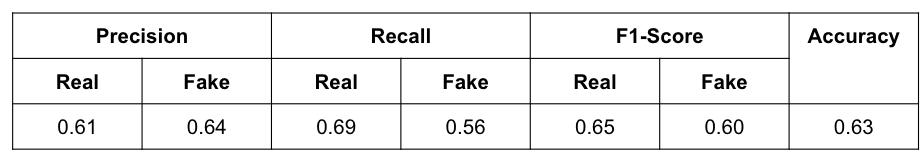 Precision Recall F1-Score Accuracy
Real Fake Real Fake Real Fake
0.61 0.64 0.69 0.56 0.65 0.60 0.63